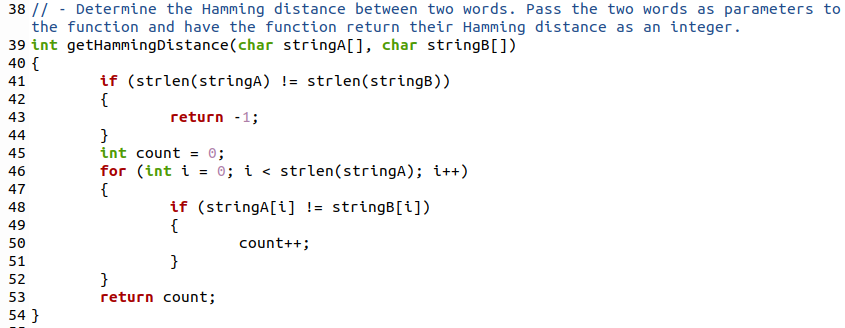 38 // - Determine the Hamming distance between two words. Pass the two words as parameters to
the function and have the function return their Hamming distance as an integer.
39 int getHammingDistance(char stringA[], char stringB[])
40 {
41 if (strlen(stringA) != strlen(stringB))
42 {
43 return -1;
44 }
45 int count = 0;
46 for (int i = 0; i < strlen(stringA); i++)
47 {
48 if (stringA[i] != stringB[i])
49 {
50 count++;
51 }
52 }
53 return count;
54 }